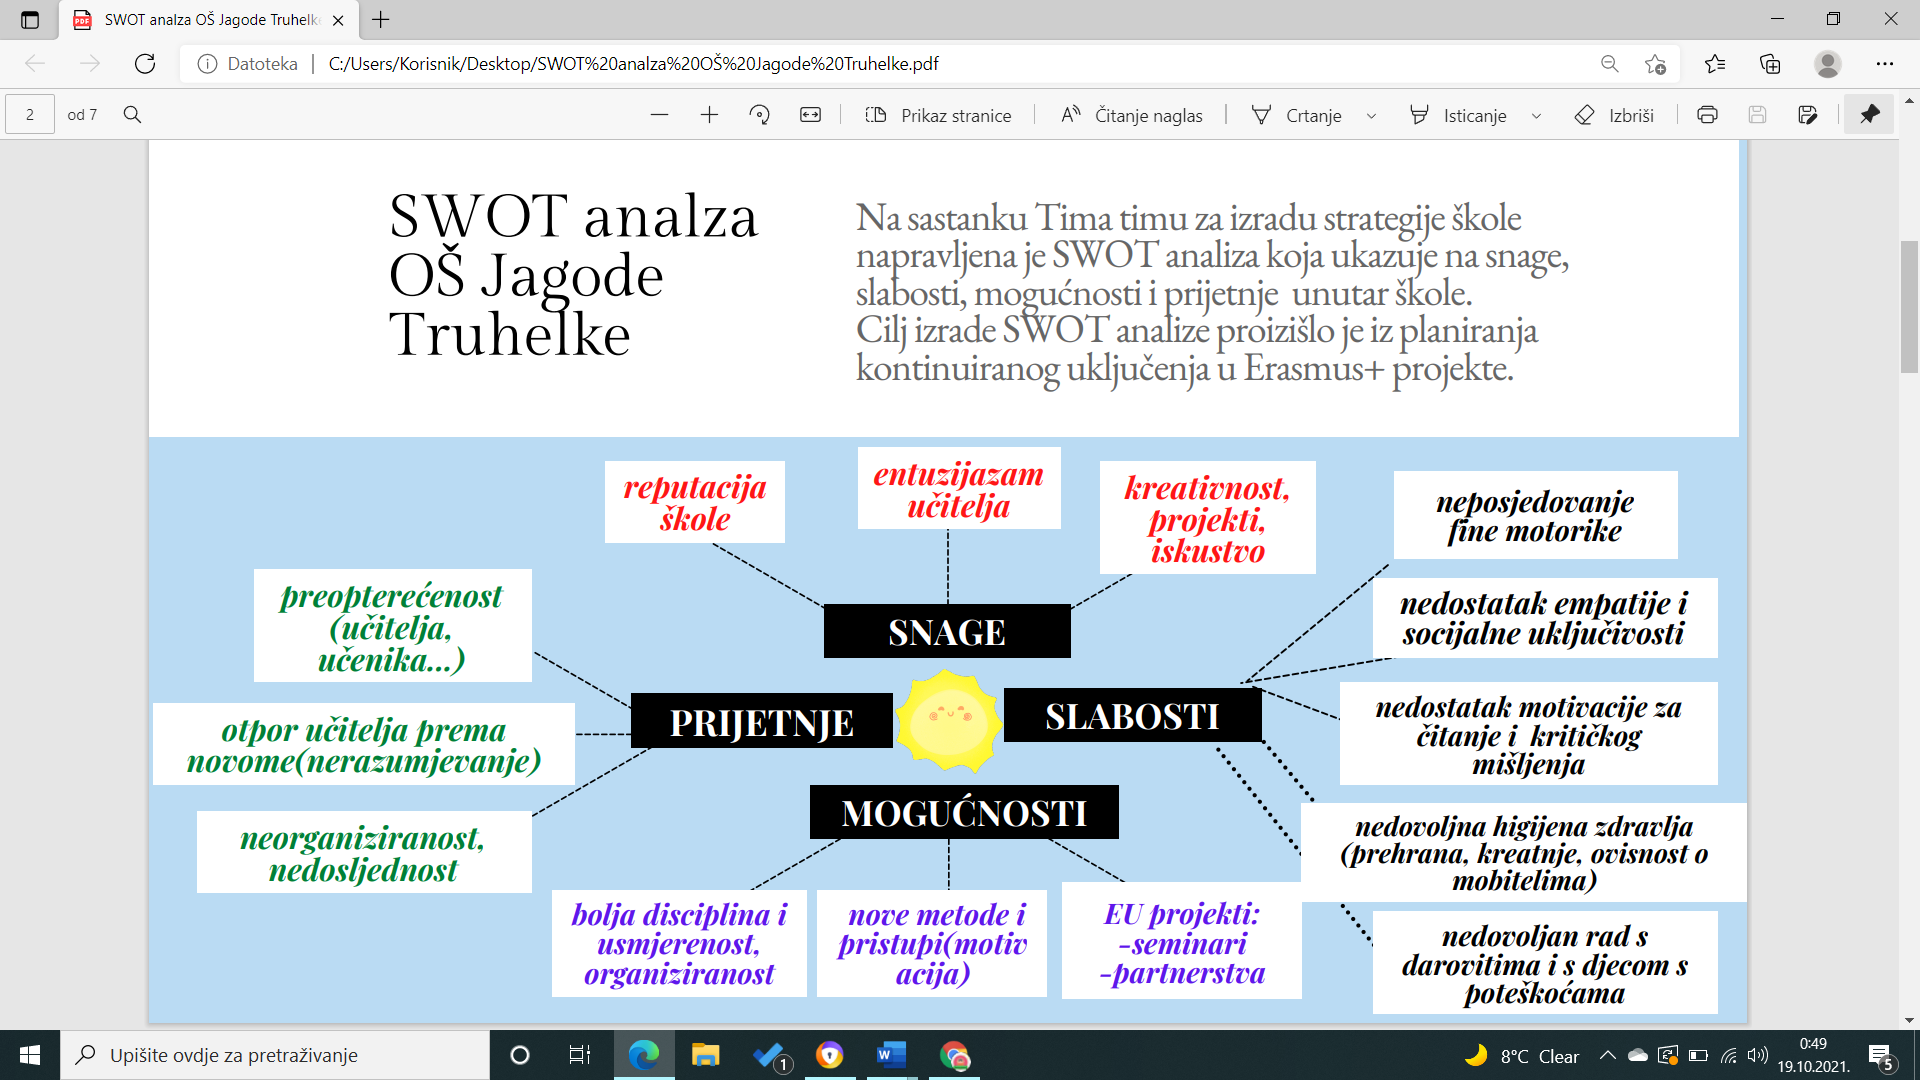 SWOT analza OŠ Jagode Truhelke
Datoteka
C:/Users/Korisnik/Desktop/SWOT%20analza%20OŠ%20Jagode%20Truhelke.pdf
2
od 7
Prikaz stranice
Čitanje naglas
Crtanje
Isticanje
Izbriši
SWOT analza
OŠ Jagode
Truhelke
Na sastanku Tima timu za izradu strategije škole
napravljena je SWOT analiza koja ukazuje na snage,
slabosti, mogućnosti i prijetnje unutar škole.
Cilj izrade SWOT analize proizišlo je iz planiranja
kontinuiranog uključenja u Erasmus+ projekte.
reputacija
škole
entuzijazam
učitelja
kreativnost,
projekti,
iskustvo
neposjedovanje
fine motorike
preopterećenost
(učitelja,
učenika...)
SNAGE
nedostatak empatije i
socijalne uključivosti
otpor učitelja prema
novome(nerazumjevanje)
PRIJETNJE
SLABOSTI
nedostatak motivacije za
čitanje i kritičkog
mišljenja
neorganiziranost,
nedosljednost
MOGUĆNOSTI
nedovoljna higijena zdravlja
(prehrana, kreatnje, ovisnost o
mobitelima)
bolja disciplina i
usmjerenost,
organiziranost
nove metode i
pristupi(motiv
acija)
EU projekti:
-seminari
-partnerstva
nedovoljan rad s
darovitima i s djecom s
poteškoćama
Upišite ovdje za pretraživanje
1
8°C Clear
0:49
19.10.2021.
5